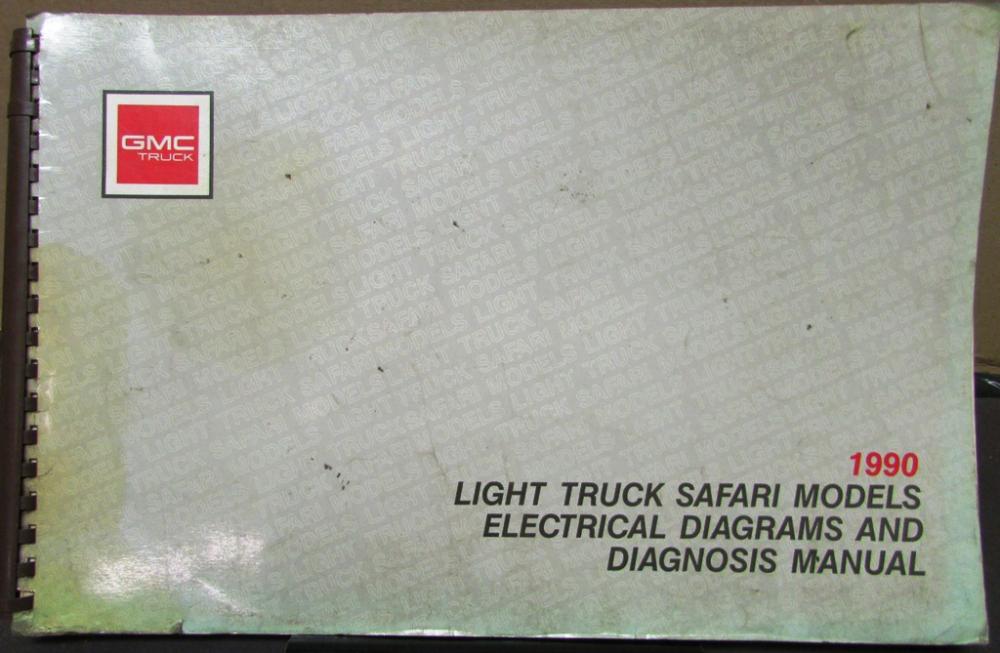 GMC
TRUCK
1990
LIGHT TRUCK SAFARI MODELS
ELECTRICAL DIAGRAMS AND
DIAGNOSIS MANUAL